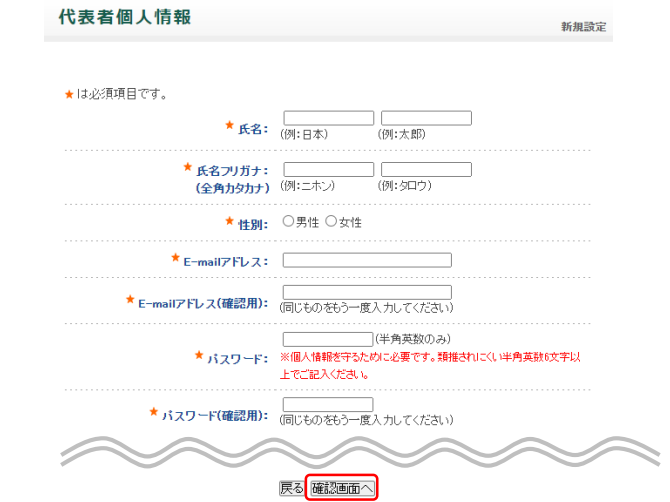 代表者個人情報
新規設定
★は必須項目です。
★ 氏名:
(例:日本) (例:太郎)
★ 氏名フリガナ:
(全角カタカナ) (例:ニホン) (例:タロウ)
★ 性別: ○男性 ○女性
★ E-mailアドレス:
★ E-mailアドレス(確認用):
(同じものをもう一度入力してください)
(半角英数のみ)
★ パスワード: ※個人情報を守るために必要です。類推されにくい半角英数6文字以
上でご記入ください。
★ パスワード(確認用):
(同じものをもう一度入力してください)
戻る 確認画面へ